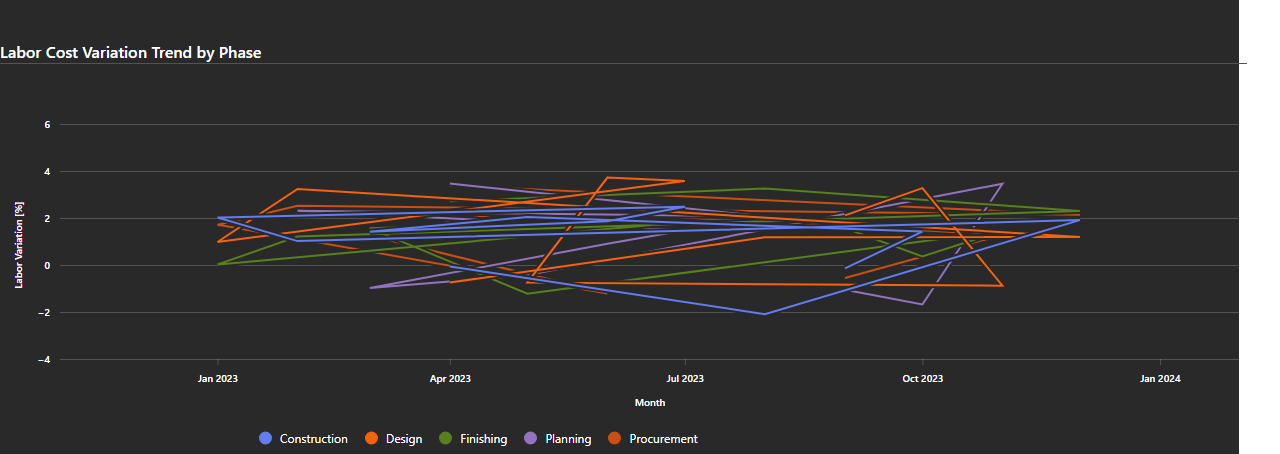 Labor Cost Variation Trend by Phase
6
4
2
0
−2
−4
Labor Variation [%]
Jan 2023 Apr 2023 Jul 2023 Oct 2023 Jan 2024
Month
Construction Design Finishing Planning Procurement